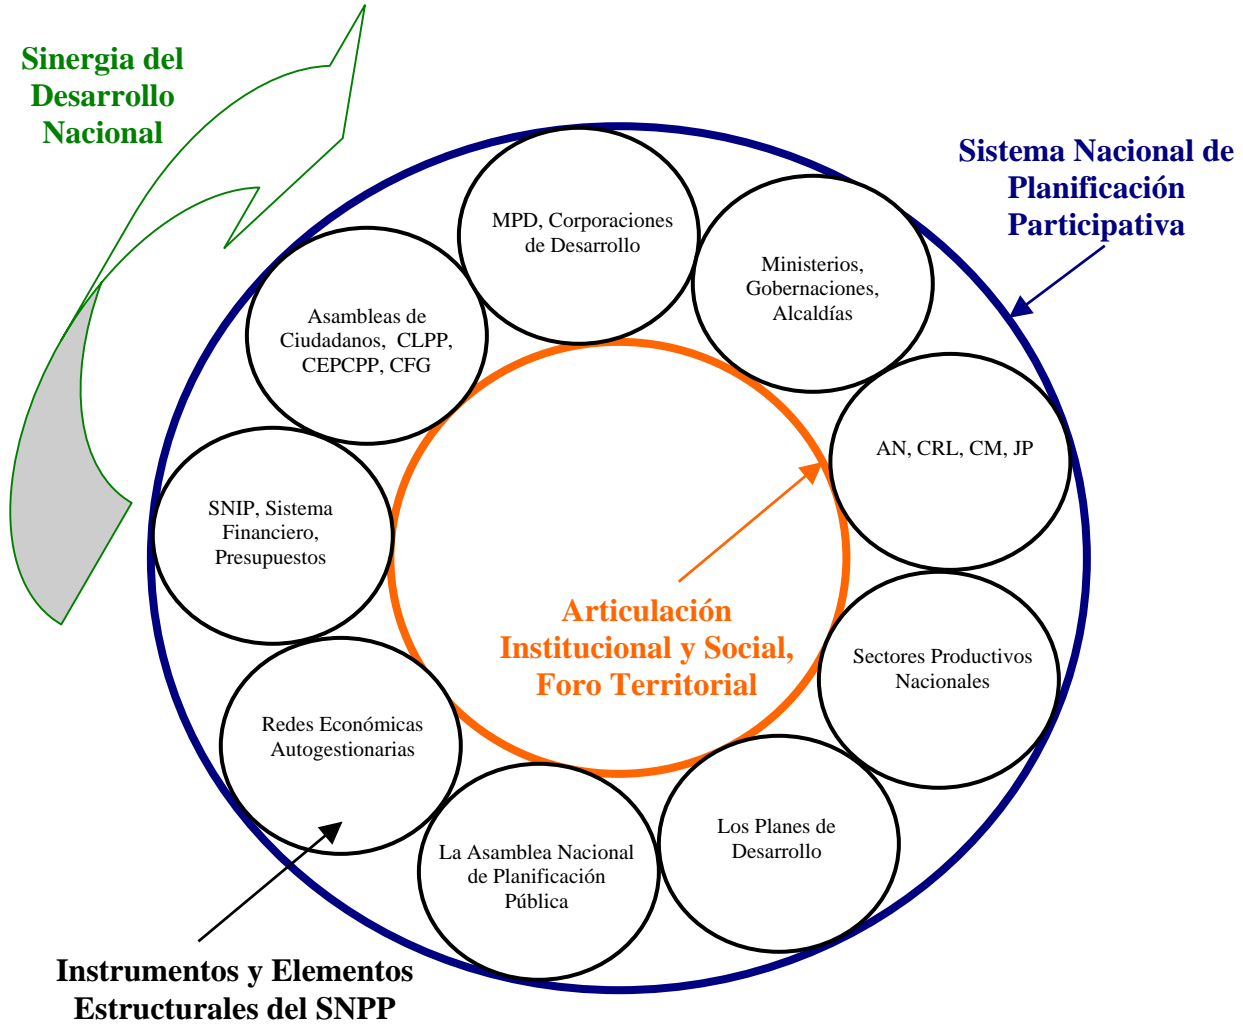 Sinergia del
Desarrollo
Nacional
Sistema Nacional de
Planificación
Participativa
MPD, Corporaciones
de Desarrollo
Ministerios,
Gobernaciones,
Alcaldías
Asambleas de
Ciudadanos, CLPP,
CEPCPP, CFG
AN, CRL, CM, JP
SNIP, Sistema
Financiero,
Presupuestos
Articulación
Institucional y Social,
Foro Territorial
Sectores Productivos
Nacionales
Redes Económicas
Autogestionarias
Los Planes de
Desarrollo
La Asamblea Nacional
de Planificación
Pública
Instrumentos y Elementos
Estructurales del SNPP